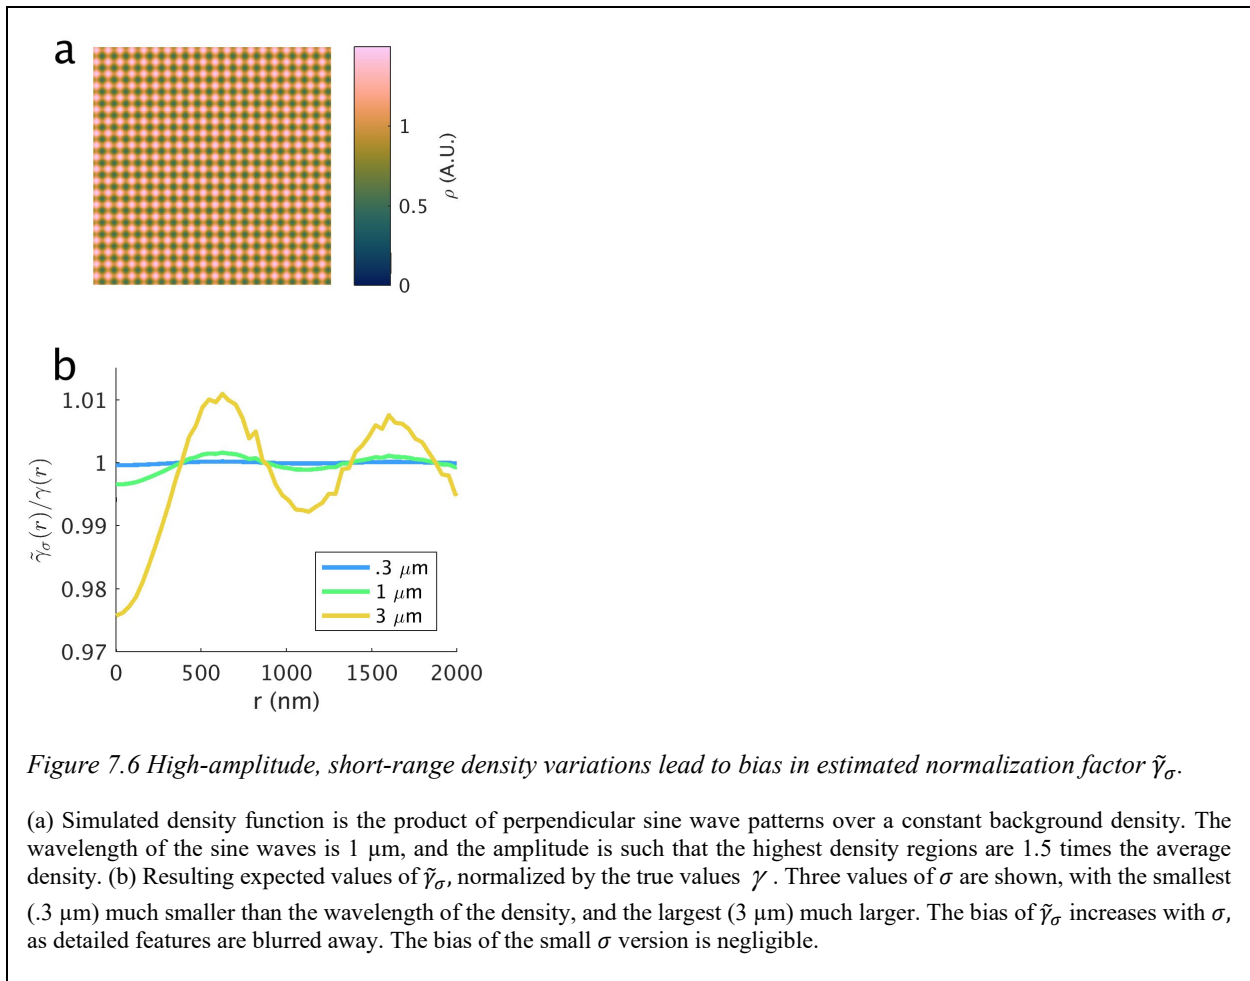 a
1
0.5
0
ρ (A.U.)
b
1.01
1
0.99
0.98
0.97
γ̃σ(r)/γ(r)
.3 μm
1 μm
3 μm
0 500 1000 1500 2000
r (nm)
Figure 7.6 High-amplitude, short-range density variations lead to bias in estimated normalization factor γ̃σ.
(a) Simulated density function is the product of perpendicular sine wave patterns over a constant background density. The
wavelength of the sine waves is 1 μm, and the amplitude is such that the highest density regions are 1.5 times the average
density. (b) Resulting expected values of γ̃σ, normalized by the true values γ . Three values of σ are shown, with the smallest
(.3 μm) much smaller than the wavelength of the density, and the largest (3 μm) much larger. The bias of γ̃σ increases with σ,
as detailed features are blurred away. The bias of the small σ version is negligible.